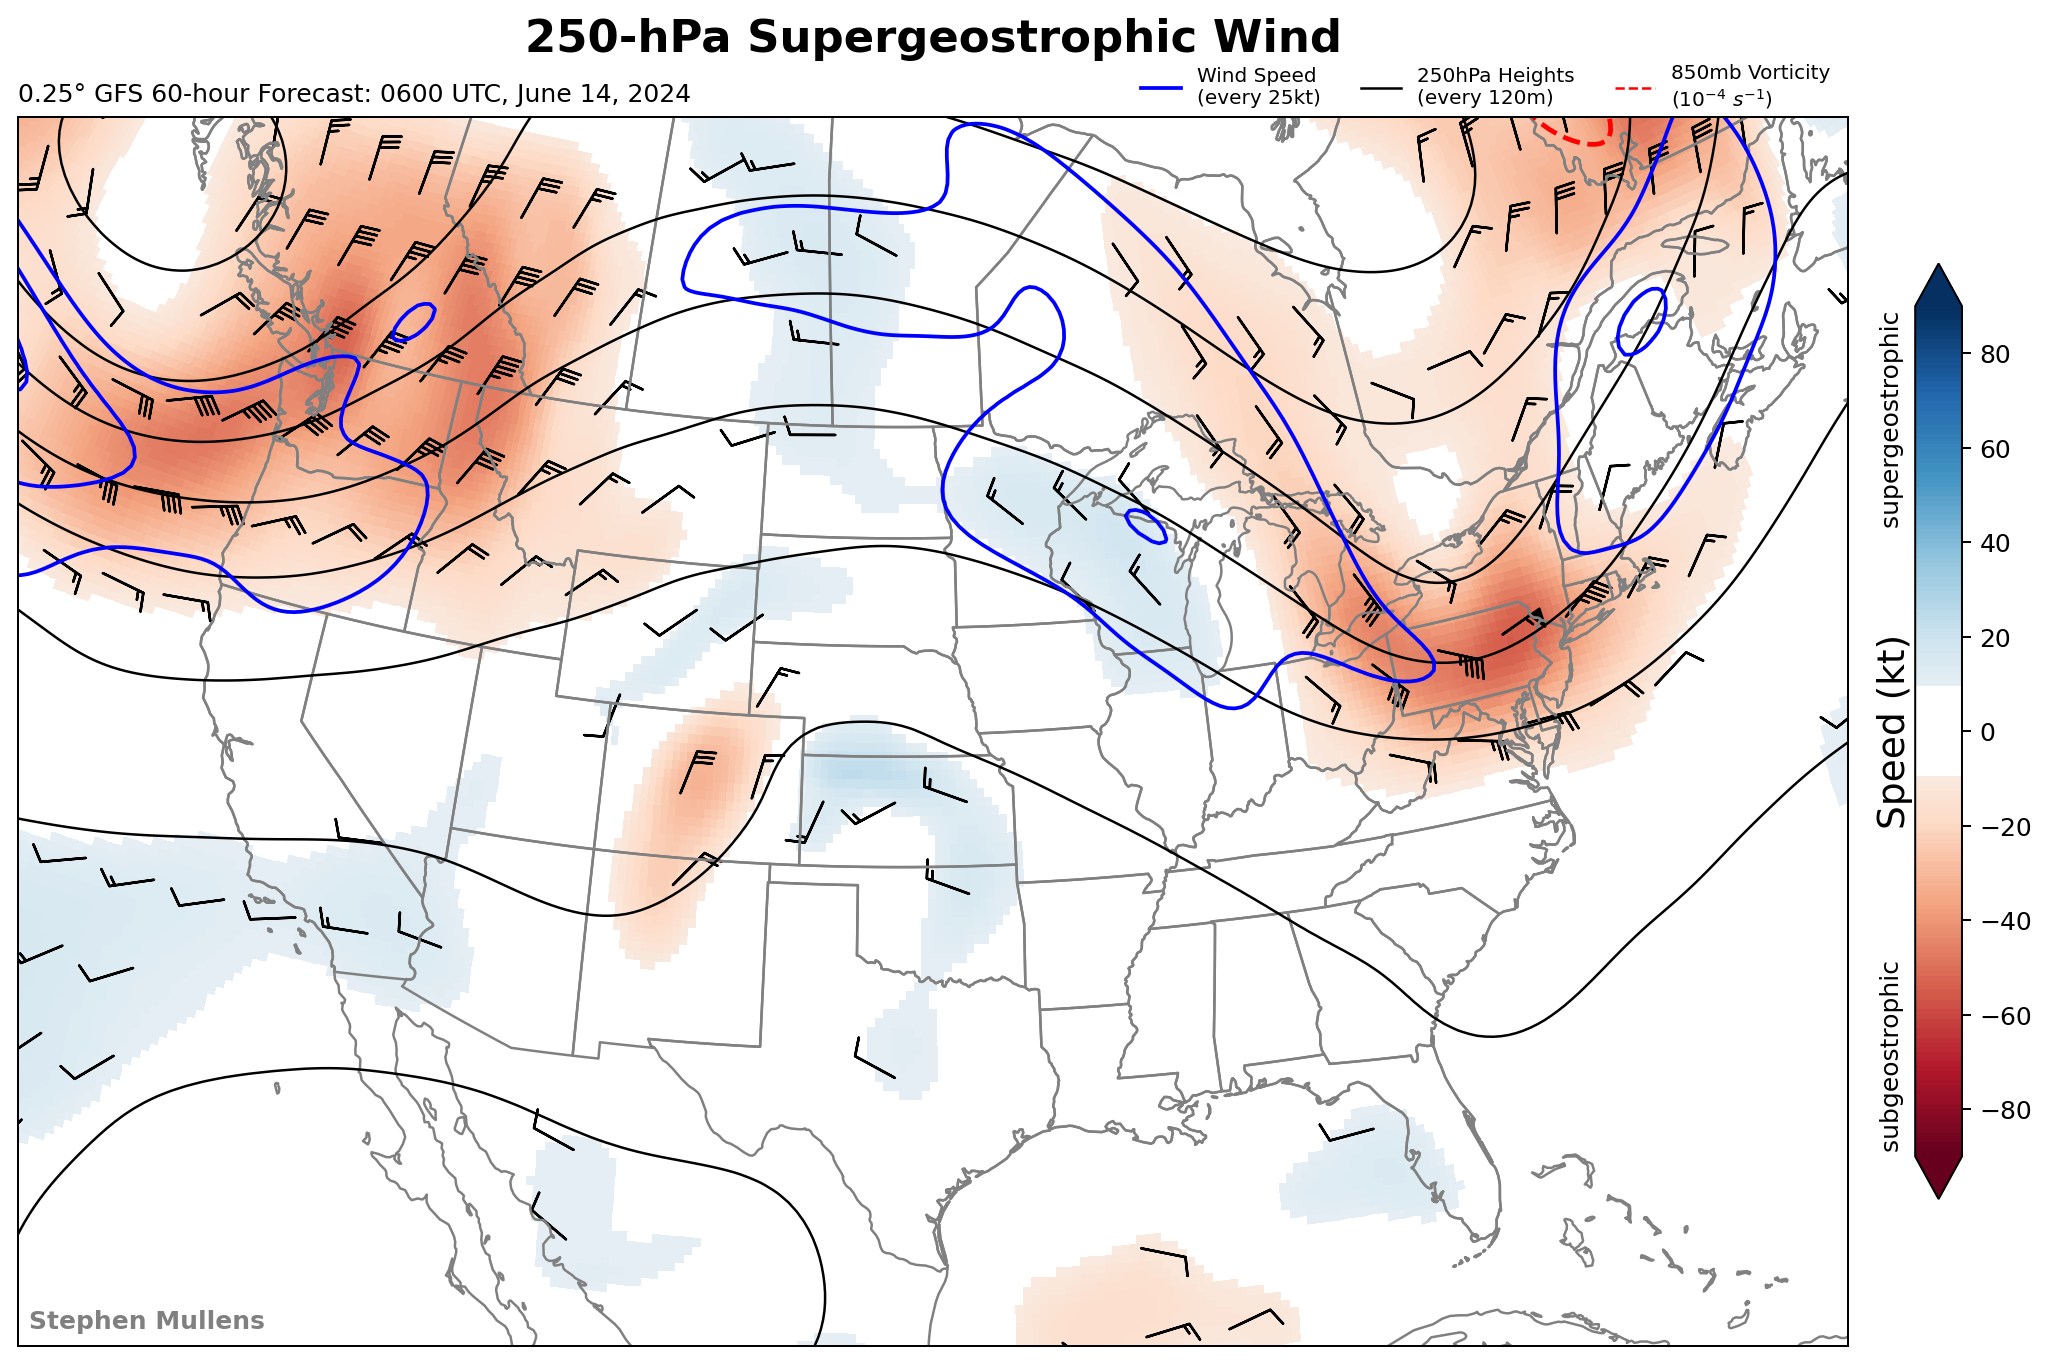 250-hPa Supergeostrophic Wind
0.25° GFS 60-hour Forecast: 0600 UTC, June 14, 2024
Wind Speed
(every 25kt)
250hPa Heights
(every 120m)
850mb Vorticity
(10⁻⁴ s⁻¹)
supergeostrophic
Speed (kt)
subgeostrophic
80
60
40
20
0
−20
−40
−60
−80
Stephen Mullens